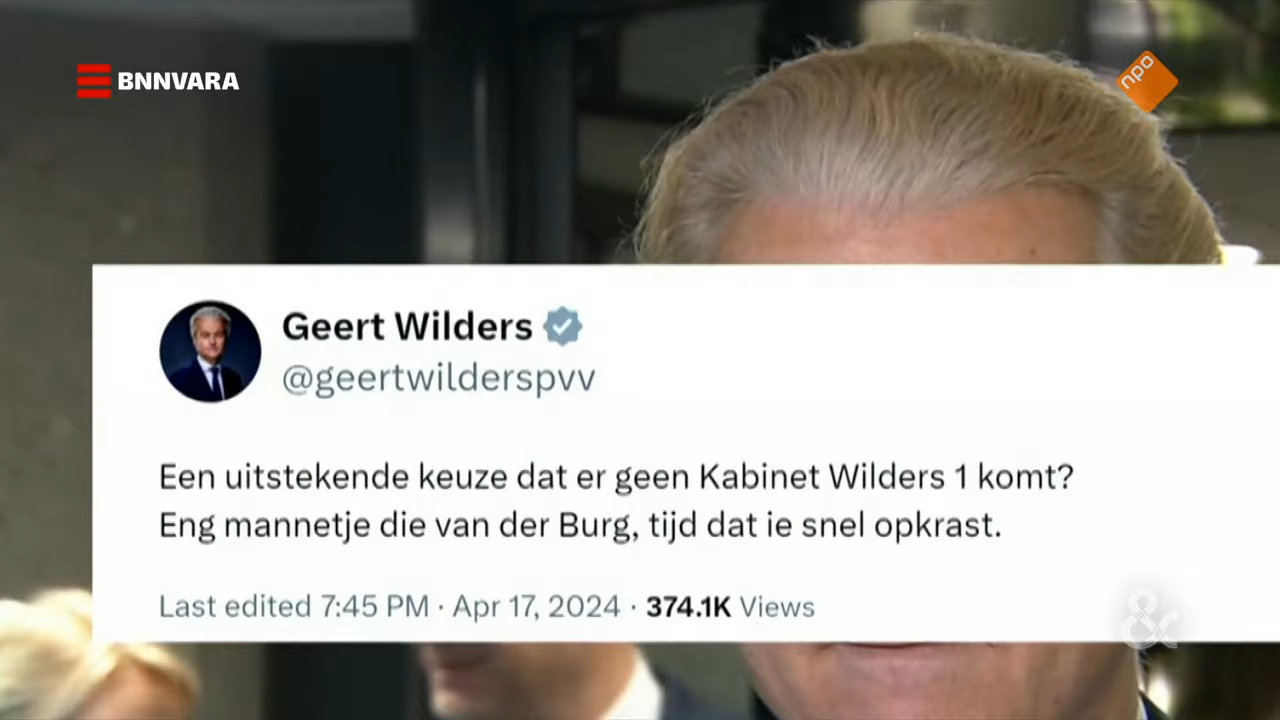 BNNVARA
npo
Geert Wilders
@geertwilderspvv
Een uitstekende keuze dat er geen Kabinet Wilders 1 komt?
Eng mannetje die van der Burg, tijd dat ie snel opkrast.
Last edited 7:45 PM · Apr 17, 2024 · 374.1K Views
&